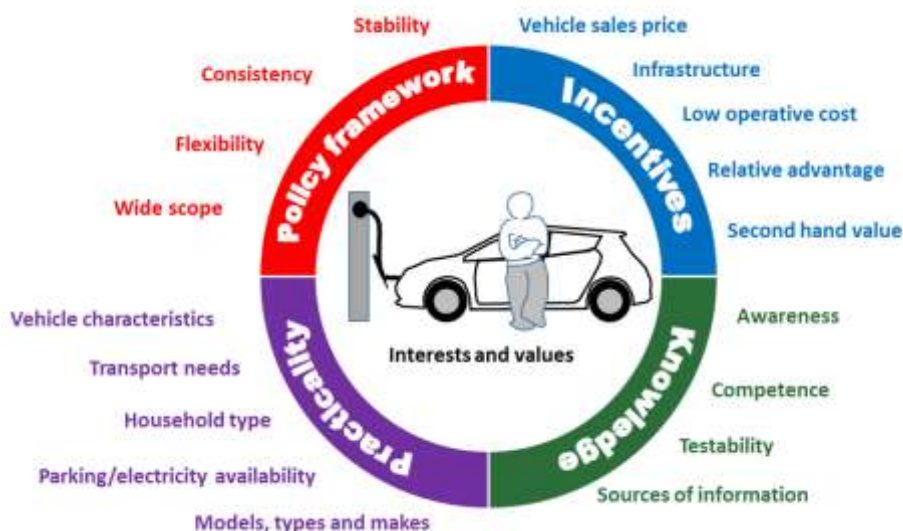 Stability
Consistency
Flexibility
Wide scope
Policy framework
Vehicle sales price
Infrastructure
Low operative cost
Relative advantage
Second hand value
Incentives
Interests and values
Vehicle characteristics
Transport needs
Household type
Parking/electricity availability
Models, types and makes
Practicality
Awareness
Competence
Testability
Sources of information
Knowledge